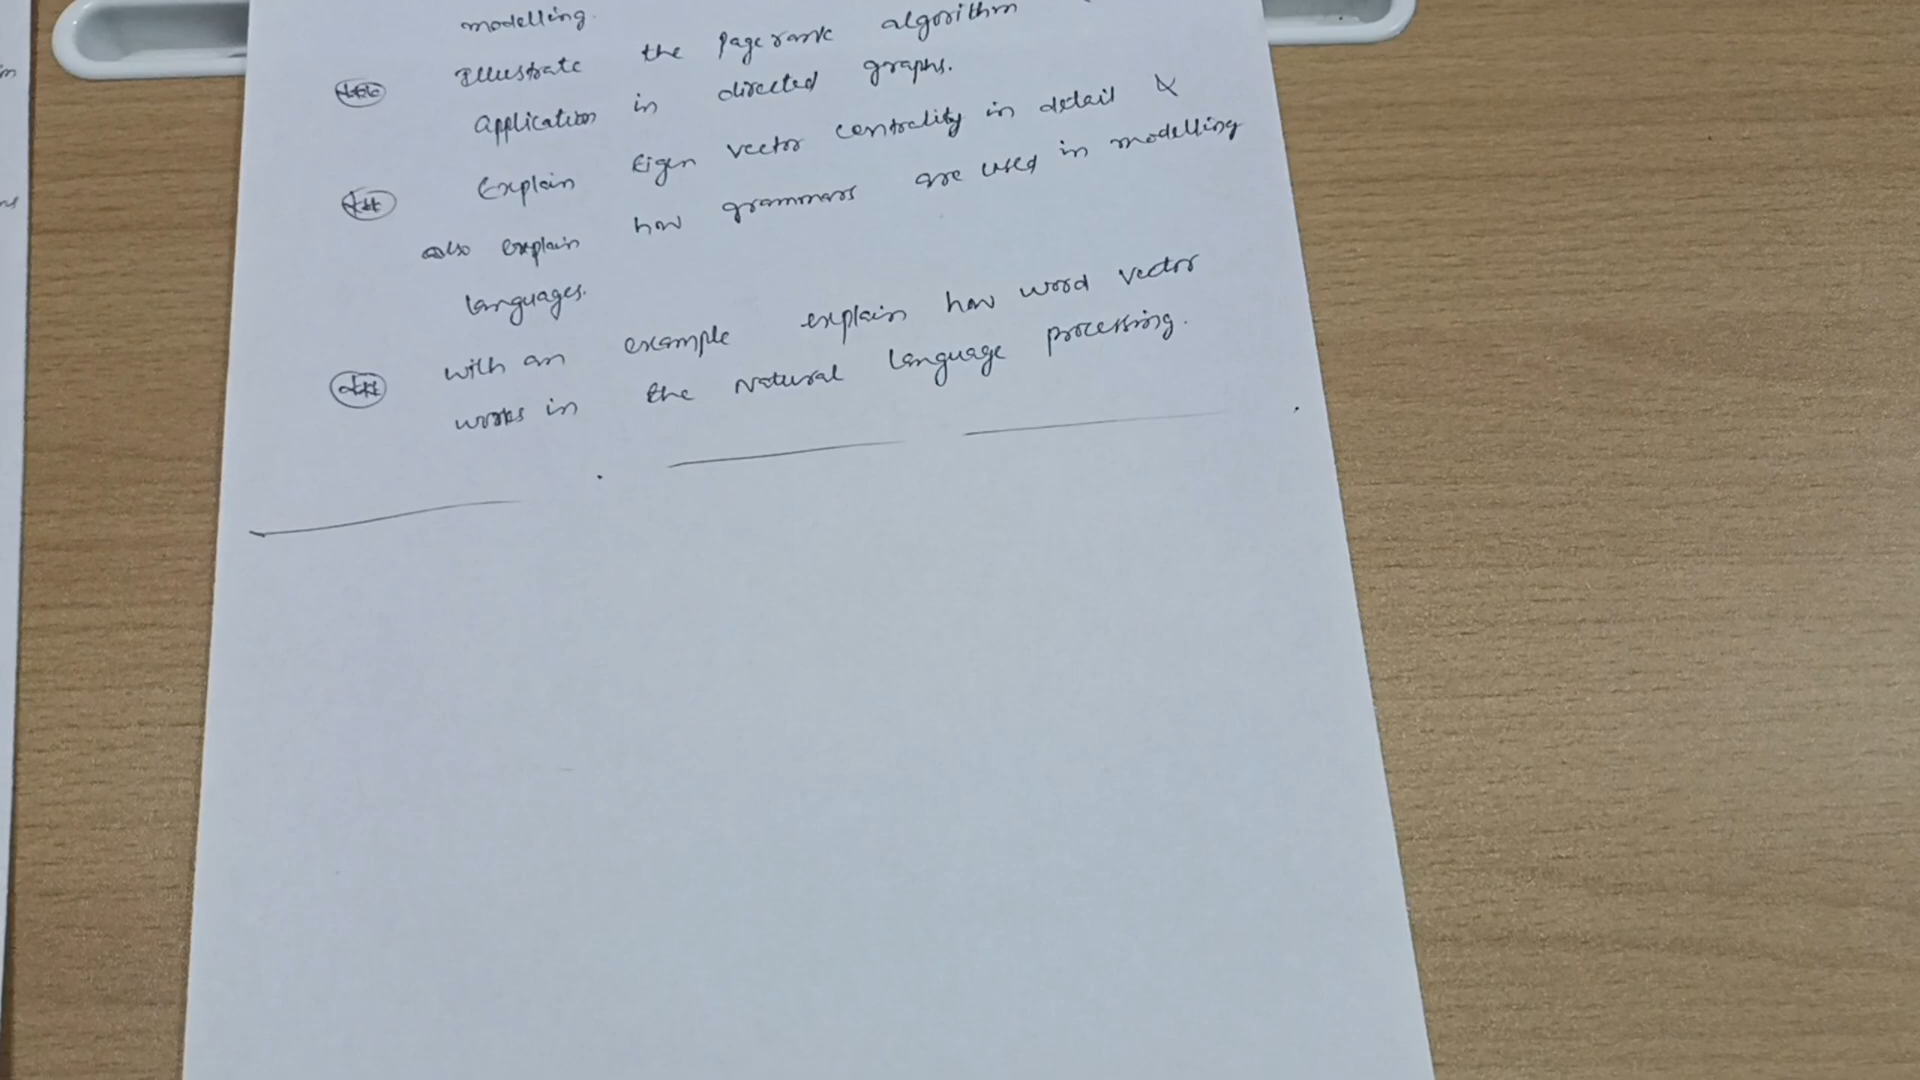 modelling.
Illustrate the Page rank algorithm
application in directed graphs.
Explain Eigen vector centrality in detail &
also explain how grammars are used in modelling
languages.
with an example explain how word vector
works in the Natural Language processing.